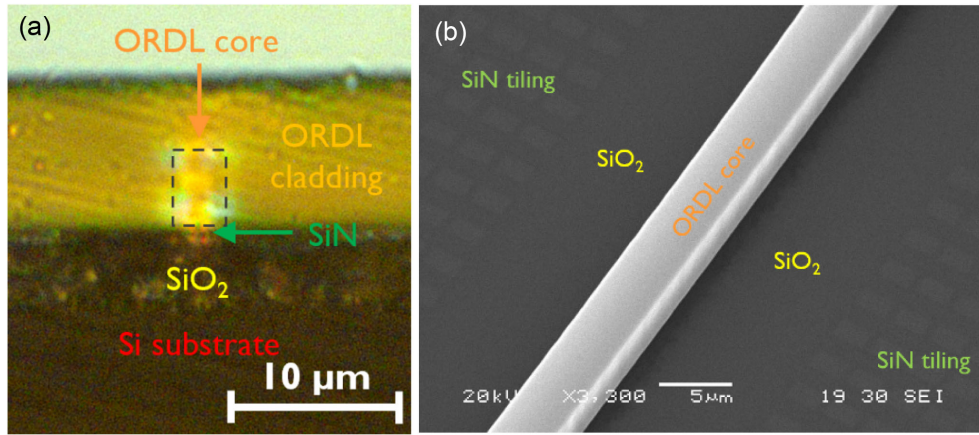 (a)
ORDL core
ORDL
cladding
SiN
SiO₂
Si substrate
10 μm
(b)
SiN tiling
SiO₂
ORDL core
SiO₂
SiN tiling
20kV X3,300 5μm 19 30 SEI